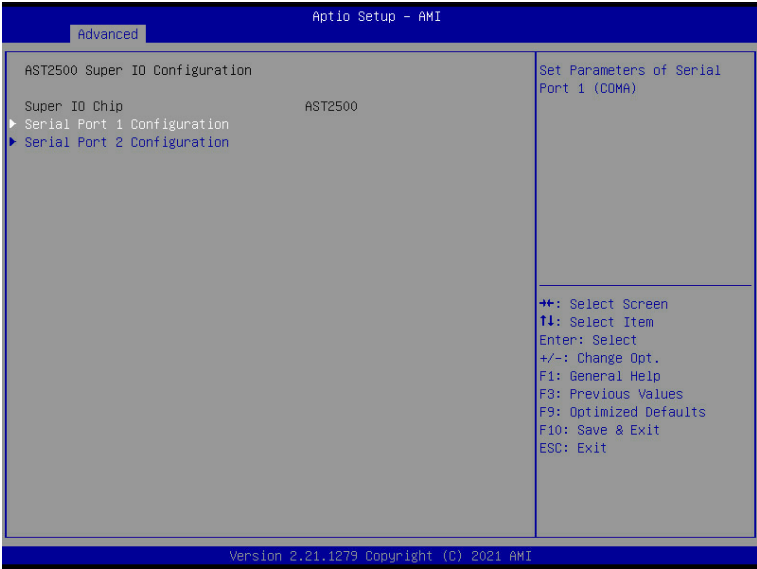 Aptio Setup – AMI
Advanced
AST2500 Super IO Configuration
Super IO Chip AST2500
Serial Port 1 Configuration
Serial Port 2 Configuration
Set Parameters of Serial
Port 1 (COMA)
→←: Select Screen
↑↓: Select Item
Enter: Select
+/-: Change Opt.
F1: General Help
F3: Previous Values
F9: Optimized Defaults
F10: Save & Exit
ESC: Exit
Version 2.21.1279 Copyright (C) 2021 AMI